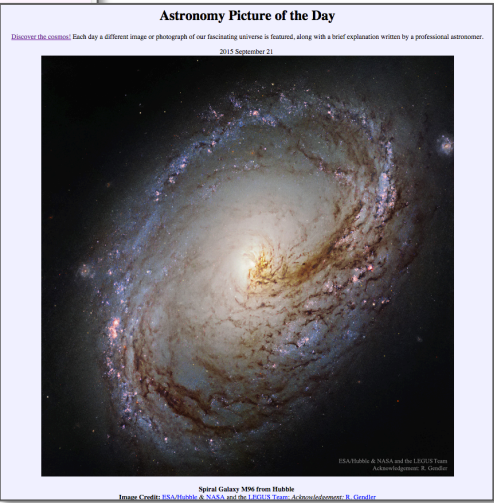 Astronomy Picture of the Day
Discover the cosmos! Each day a different image or photograph of our fascinating universe is featured, along with a brief explanation written by a professional astronomer.
2015 September 21
ESA/Hubble & NASA and the LEGUS Team
Acknowledgement: R. Gendler
Spiral Galaxy M96 from Hubble
Image Credit: ESA/Hubble & NASA and the LEGUS Team; Acknowledgement: R. Gendler